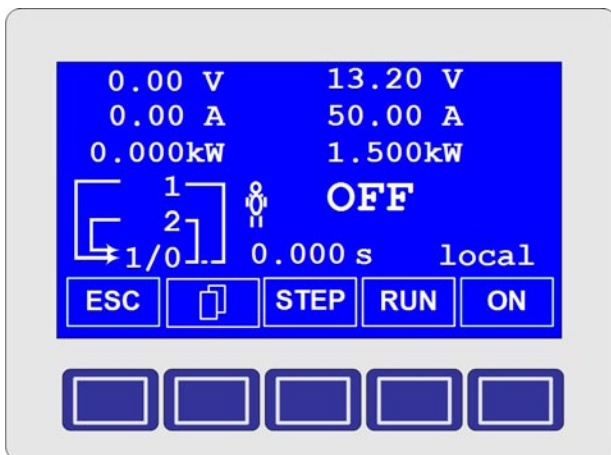 0.00 V 13.20 V
0.00 A 50.00 A
0.000kW 1.500kW
1 OFF
2
1/0 0.000 s local
ESC STEP RUN ON